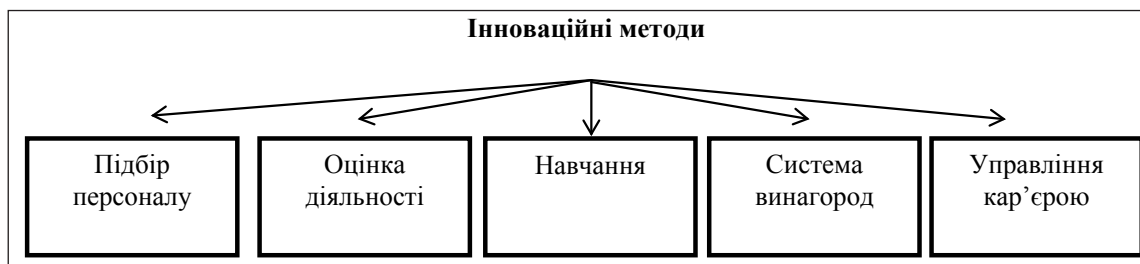 Інноваційні методи
Підбір
персоналу
Оцінка
діяльності
Навчання
Система
винагород
Управління
кар’єрою